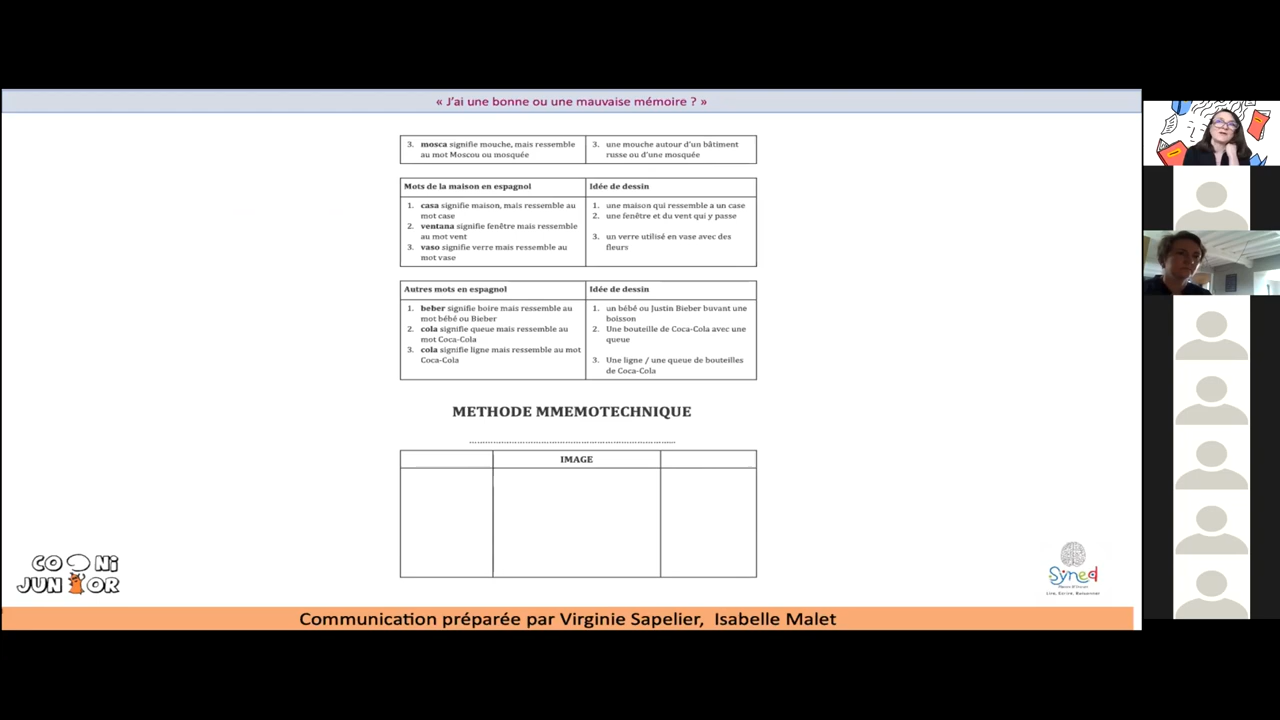 « J'ai une bonne ou une mauvaise mémoire ? »
3. mosca signifie mouche, mais ressemble
au mot Moscou ou mosquée
3. une mouche autour d'un bâtiment
russe ou d'une mosquée
Mots de la maison en espagnol
Idée de dessin
1. casa signifie maison, mais ressemble au
mot case
2. ventana signifie fenêtre mais ressemble
au mot vent
3. vaso signifie verre mais ressemble au
mot vase
1. une maison qui ressemble a un case
2. une fenêtre et du vent qui y passe
3. un verre utilisé en vase avec des
fleurs
Autres mots en espagnol
Idée de dessin
1. beber signifie boire mais ressemble au
mot bébé ou Bieber
2. cola signifie queue mais ressemble au
mot Coca-Cola
3. cola signifie ligne mais ressemble au mot
Coca-Cola
1. un bébé ou Justin Bieber buvant une
boisson
2. Une bouteille de Coca-Cola avec une
queue
3. Une ligne / une queue de bouteilles
de Coca-Cola
METHODE MMEMOTECHNIQUE
IMAGE
CO NI
JUN OR
Syned
Communication préparée par Virginie Sapelier, Isabelle Malet